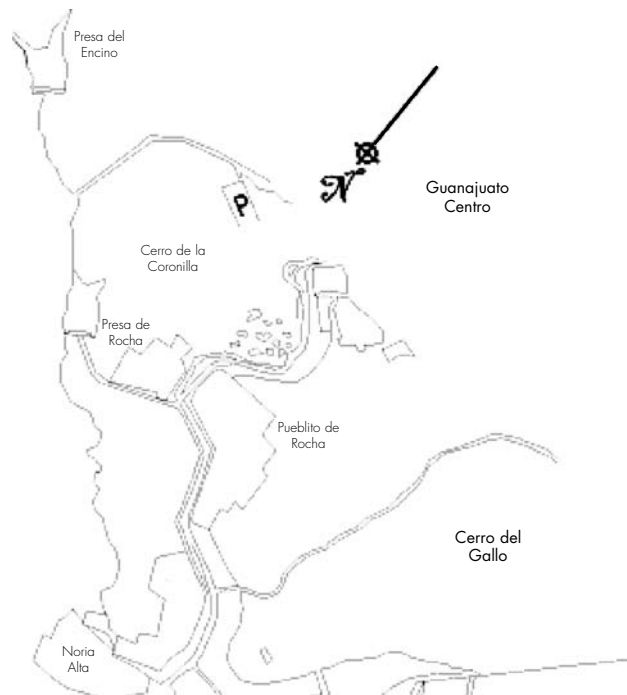 Presa del
Encino
N
P
Guanajuato
Centro
Cerro de la
Coronilla
Presa de
Rocha
Pueblito de
Rocha
Cerro del
Gallo
Noria
Alta